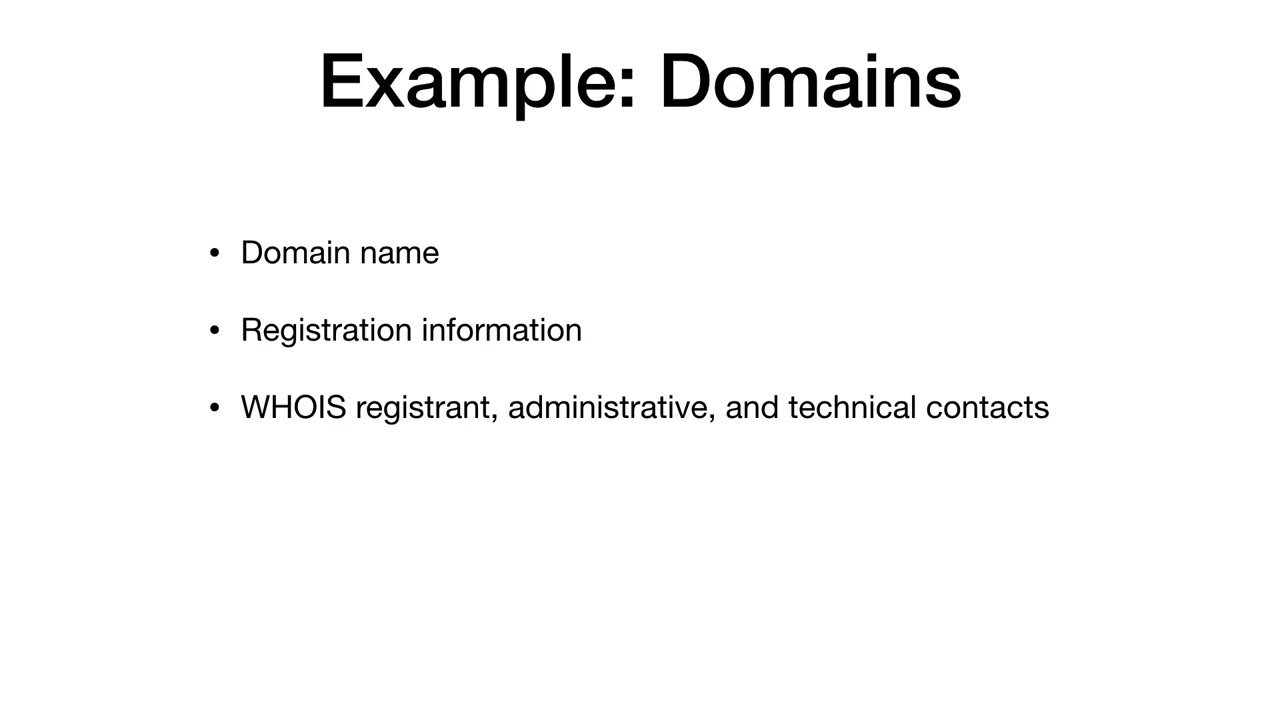 Example: Domains
• Domain name
• Registration information
• WHOIS registrant, administrative, and technical contacts